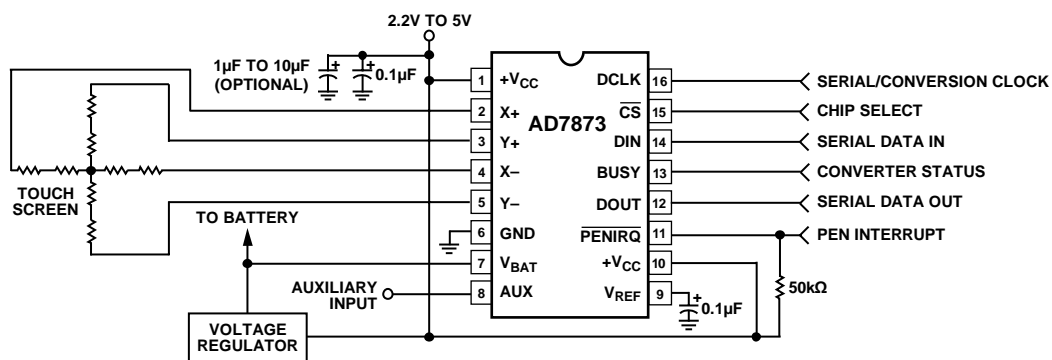 2.2V TO 5V
1µF TO 10µF
(OPTIONAL)
+
+
0.1µF
1 +VCC
2 X+
3 Y+
4 X–
5 Y–
6 GND
7 VBAT
8 AUX
AD7873
DCLK 16
CS 15
DIN 14
BUSY 13
DOUT 12
PENIRQ 11
+VCC 10
VREF 9
SERIAL/CONVERSION CLOCK
CHIP SELECT
SERIAL DATA IN
CONVERTER STATUS
SERIAL DATA OUT
PEN INTERRUPT
TOUCH
SCREEN
TO BATTERY
AUXILIARY
INPUT
VOLTAGE
REGULATOR
+
0.1µF
50kΩ